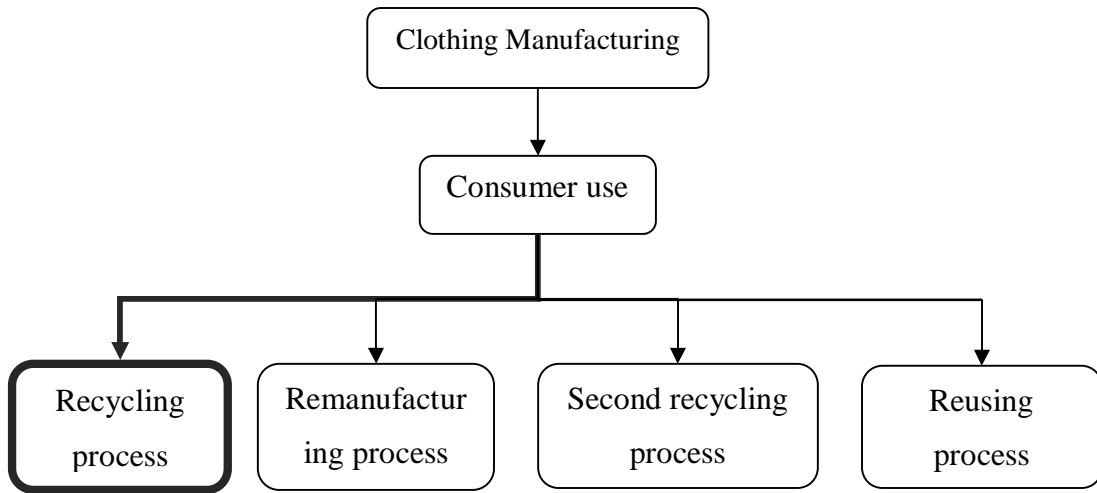 Clothing Manufacturing
Consumer use
Recycling
process
Remanufactur
ing process
Second recycling
process
Reusing
process